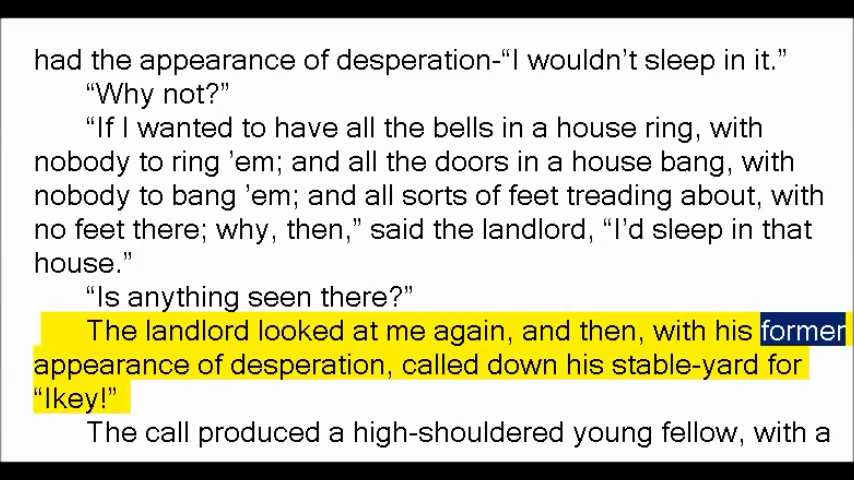 had the appearance of desperation-“I wouldn’t sleep in it.”
“Why not?”
“If I wanted to have all the bells in a house ring, with
nobody to ring ’em; and all the doors in a house bang, with
nobody to bang ’em; and all sorts of feet treading about, with
no feet there; why, then,” said the landlord, “I’d sleep in that
house.”
“Is anything seen there?”
The landlord looked at me again, and then, with his former
appearance of desperation, called down his stable-yard for
“Ikey!”
The call produced a high-shouldered young fellow, with a